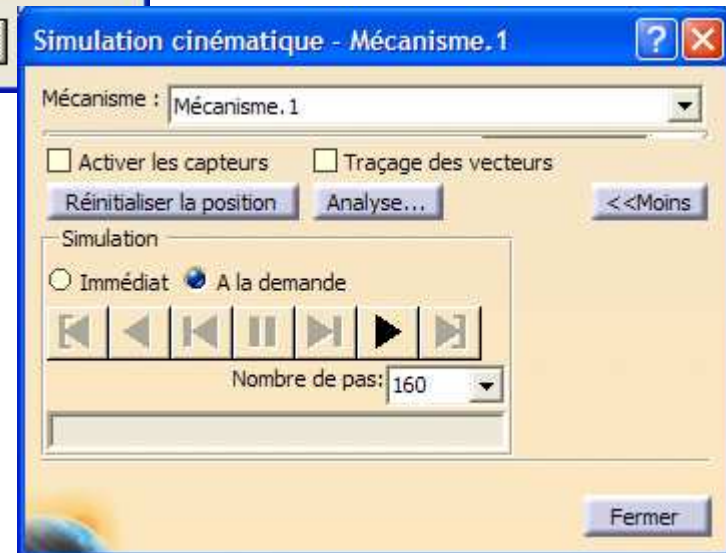 Simulation cinématique - Mécanisme.1
Mécanisme : Mécanisme.1
Activer les capteurs Traçage des vecteurs
Réinitialiser la position Analyse... <<Moins
Simulation
Immédiat A la demande
Nombre de pas: 160
Fermer